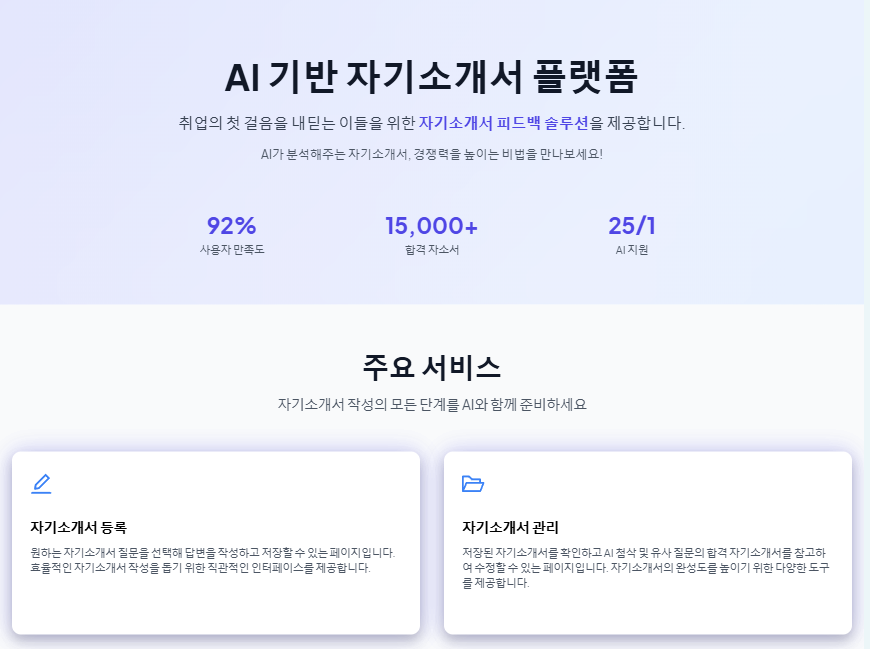 AI 기반 자기소개서 플랫폼
취업의 첫 걸음을 내딛는 이들을 위한 자기소개서 피드백 솔루션을 제공합니다.
AI가 분석해주는 자기소개서, 경쟁력을 높이는 비법을 만나보세요!
92%
사용자 만족도
15,000+
합격 자소서
25/1
AI 지원
주요 서비스
자기소개서 작성의 모든 단계를 AI와 함께 준비하세요
자기소개서 등록
원하는 자기소개서 질문을 선택해 답변을 작성하고 저장할 수 있는 페이지입니다.
효율적인 자기소개서 작성을 돕기 위한 직관적인 인터페이스를 제공합니다.
자기소개서 관리
저장된 자기소개서를 확인하고 AI 첨삭 및 유사 질문의 합격 자기소개서를 참고하
여 수정할 수 있는 페이지입니다. 자기소개서의 완성도를 높이기 위한 다양한 도구
를 제공합니다.